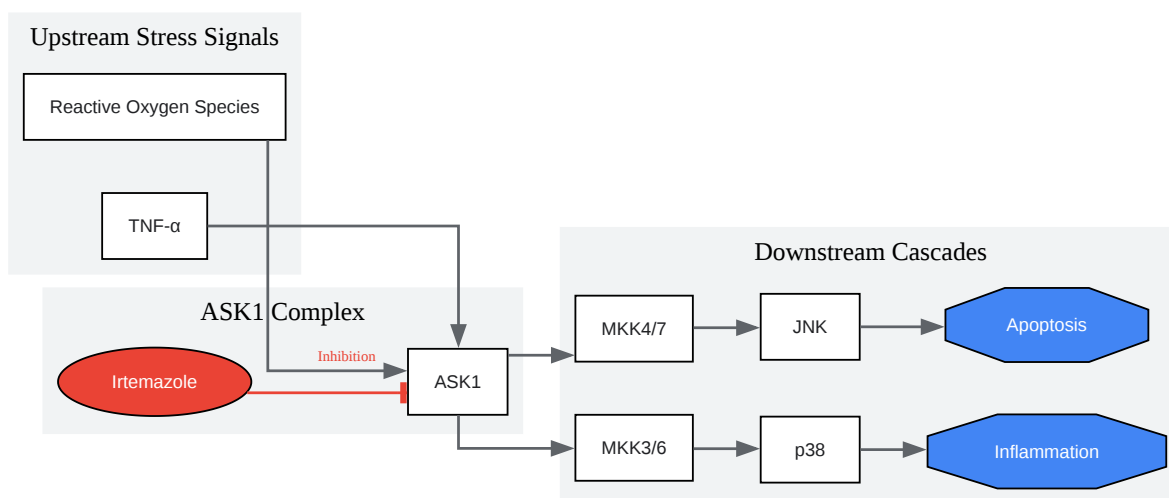 Upstream Stress Signals
Reactive Oxygen Species
TNF-α
ASK1 Complex
Inhibition
Irtemazole
ASK1
Downstream Cascades
MKK4/7
JNK
Apoptosis
MKK3/6
p38
Inflammation